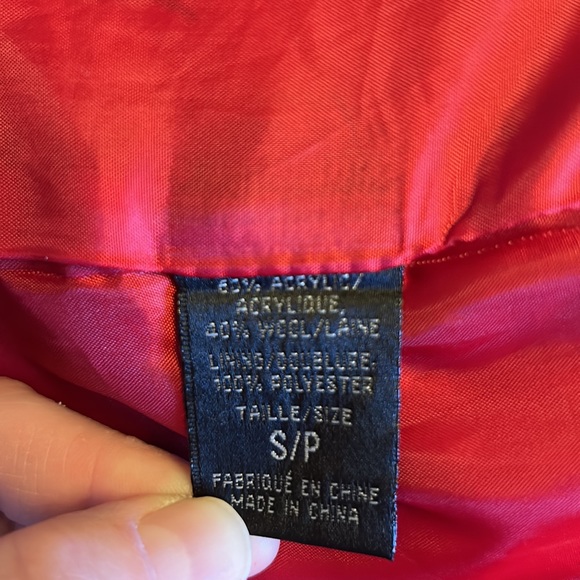 60% ACRYLIC/
ACRYLIQUE,
40% WOOL/LAINE
LINING/DOUBLURE:
100% POLYESTER
TAILLE/SIZE
S/P
FABRIQUÉ EN CHINE
MADE IN CHINA